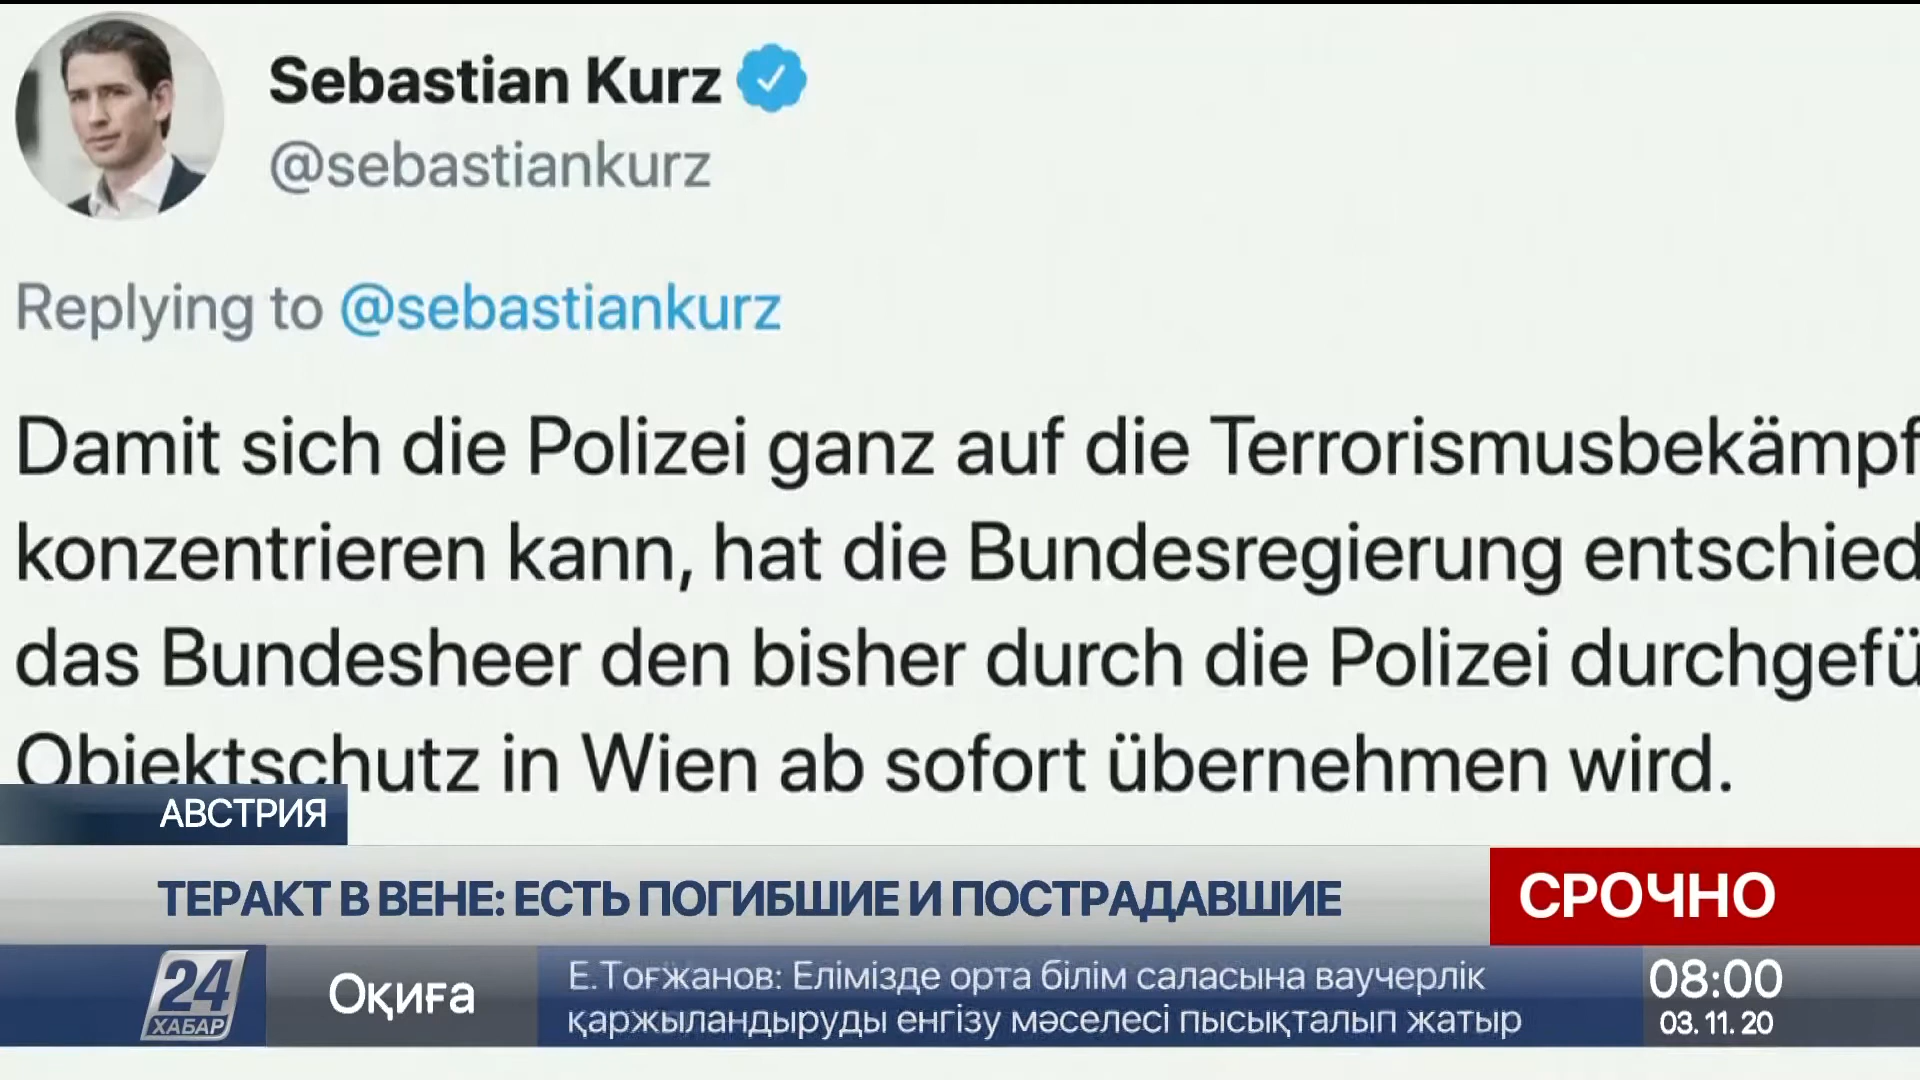 Sebastian Kurz
@sebastiankurz
Replying to @sebastiankurz
Damit sich die Polizei ganz auf die Terrorismusbekämpf
konzentrieren kann, hat die Bundesregierung entschied
das Bundesheer den bisher durch die Polizei durchgefü
Objektschutz in Wien ab sofort übernehmen wird.
АВСТРИЯ
ТЕРАКТ В ВЕНЕ: ЕСТЬ ПОГИБШИЕ И ПОСТРАДАВШИЕ
СРОЧНО
24
ХАБАР
Оқиға
Е.Тоғжанов: Елімізде орта білім саласына ваучерлік
қаржыландыруды енгізу мәселесі пысықталып жатыр
08:00
03. 11. 20